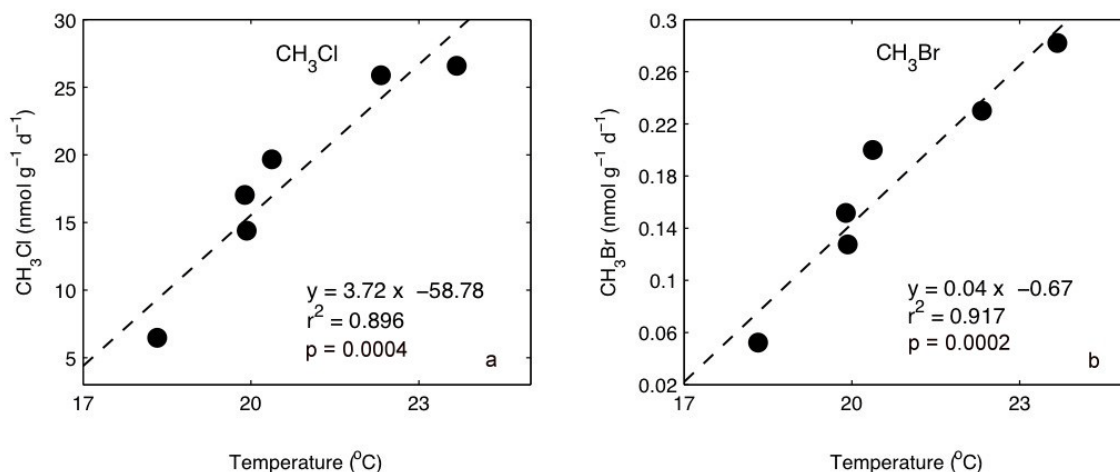 CH₃Cl
30
25
20
15
10
5
CH₃Cl (nmol g⁻¹ d⁻¹)
y = 3.72 x −58.78
r² = 0.896
p = 0.0004
a
17 20 23
Temperature (⁰C)
CH₃Br
0.3
0.26
0.22
0.18
0.14
0.1
0.06
0.02
CH₃Br (nmol g⁻¹ d⁻¹)
y = 0.04 x −0.67
r² = 0.917
p = 0.0002
b
17 20 23
Temperature (⁰C)